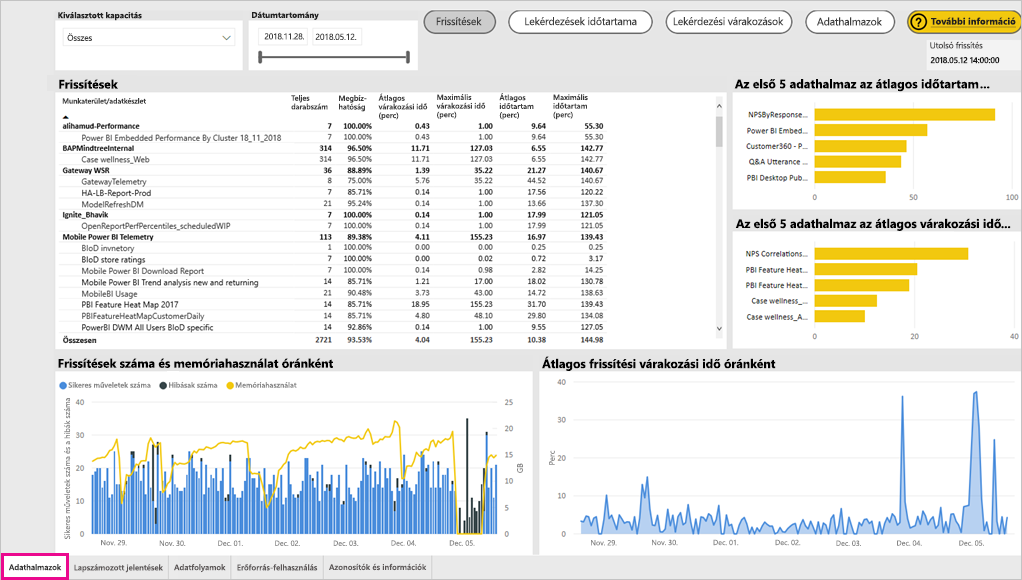 Kiválasztott kapacitás
Összes
Dátumtartomány
2018.11.28.
2018.05.12.
Frissítések
Lekérdezések időtartama
Lekérdezési várakozások
Adathalmazok
? További információ
Utolsó frissítés
2018.05.12 14:00:00
Frissítések
Munkaterület/adatkészlet Teljes darabszám Megbíz-hatóság Átlagos várakozási idő (perc) Maximális várakozási idő (perc) Átlagos időtartam (perc) Maximális időtartam (perc)
alihamud-Performance 7 100.00% 0.43 1.00 9.64 55.30
Power BI Embedded Performance By Cluster 18_11_2018 7 100.00% 0.43 1.00 9.64 55.30
BAPMindtreeInternal 314 96.50% 11.71 127.03 6.55 142.77
Case wellness_Web 314 96.50% 11.71 127.03 6.55 142.77
Gateway WSR 36 88.89% 1.39 35.22 21.27 140.67
GatewayTelemetry 8 75.00% 5.76 35.22 44.52 140.67
HA-LB-Report-Prod 7 85.71% 0.14 1.00 17.56 120.22
ModelRefreshDM 21 95.24% 0.14 1.00 13.66 137.30
Ignite_Bhavik 7 100.00% 0.14 1.00 17.99 121.05
OpenReportPerfPercentiles_scheduledWIP 7 100.00% 0.14 1.00 17.99 121.05
Mobile Power BI Telemetry 113 89.38% 4.11 155.23 16.97 139.43
BIoD invnetory 1 100.00% 0.00 0.00 0.25 0.25
BIoD store ratings 7 100.00% 0.00 0.02 0.72 3.17
Mobile Power BI Download Report 7 100.00% 0.14 0.98 2.82 14.25
Mobile Power BI Trend analysis new and returning 14 85.71% 1.21 17.00 18.02 130.78
MobileBI Usage 21 90.48% 3.73 43.00 14.72 138.63
PBI Feature Heat Map 2017 14 85.71% 18.95 155.23 31.70 139.43
PBIFeatureHeatMapCustomerDaily 14 85.71% 4.80 48.10 29.80 134.08
PowerBI DWM All Users BIoD specific 14 92.86% 0.14 1.00 9.55 127.05
Összesen 2721 93.53% 4.04 155.23 10.38 144.98
Az első 5 adathalmaz az átlagos időtartam...
NPSByResponse...
Power BI Embed...
Customer360 - P...
Q&A Utterance ...
PBI Desktop Pub...
0 50 100
Az első 5 adathalmaz az átlagos várakozási idő...
NPS Correlations...
PBI Feature Heat...
PBI Feature Heat...
Case wellness_...
Case wellness_A...
0 20 40
Frissítések száma és memóriahasználat óránként
Sikeres műveletek száma Hibásak száma Memóriahasználat
Sikeres műveletek száma és a hibák száma
40
30
20
10
0
25
20
15
10
5
0
GB
Nov. 29. Nov. 30. Dec. 01. Dec. 02. Dec. 03. Dec. 04. Dec. 05.
Átlagos frissítési várakozási idő óránként
Perc
40
30
20
10
0
Nov. 29. Nov. 30. Dec. 01. Dec. 02. Dec. 03. Dec. 04. Dec. 05.
Adathalmazok Lapszámozott jelentések Adatfolyamok Erőforrás-felhasználás Azonosítók és információk